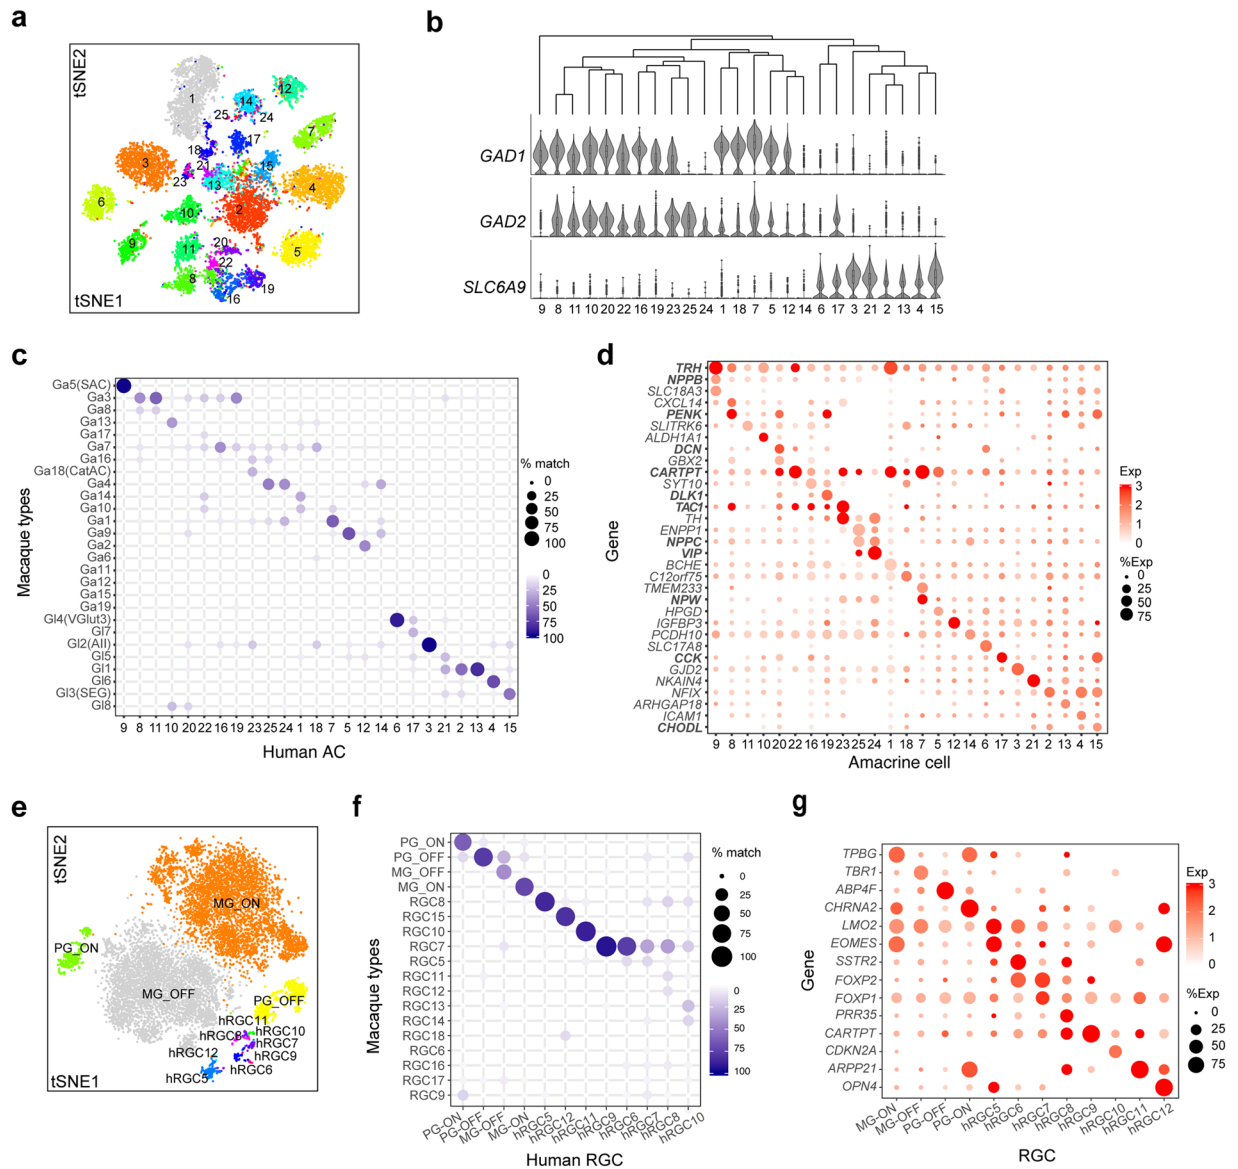 a
tSNE2
1
12
14
25
24
7
17
18
3
21
15
23
13
4
6
10
2
9
11
20
5
22
8
16
19
tSNE1
b
GAD1
GAD2
SLC6A9
9 8 11 10 20 22 16 19 23 25 24 1 18 7 5 12 14 6 17 3 21 2 13 4 15
c
Macaque types
Ga5(SAC)
Ga3
Ga8
Ga13
Ga17
Ga7
Ga16
Ga18(CatAC)
Ga4
Ga14
Ga10
Ga1
Ga9
Ga2
Ga6
Ga11
Ga12
Ga15
Ga19
Gl4(VGlut3)
Gl7
Gl2(AII)
Gl5
Gl1
Gl6
Gl3(SEG)
Gl8
9 8 11 10 20 22 16 19 23 25 24 1 18 7 5 12 14 6 17 3 21 2 13 4 15
Human AC
% match
0
25
50
75
100
0
25
50
75
100
d
Gene
TRH
NPPB
SLC18A3
CXCL14
PENK
SLITRK6
ALDH1A1
DCN
GBX2
CARTPT
SYT10
DLK1
TAC1
TH
ENPP1
NPPC
VIP
BCHE
C12orf75
TMEM233
NPW
HPGD
IGFBP3
PCDH10
SLC17A8
CCK
GJD2
NKAIN4
NFIX
ARHGAP18
ICAM1
CHODL
9 8 11 10 20 22 16 19 23 25 24 1 18 7 5 12 14 6 17 3 21 2 13 4 15
Amacrine cell
Exp
3
2
1
0
%Exp
0
25
50
75
e
tSNE2
MG_ON
PG_ON
MG_OFF
PG_OFF
hRGC11
hRGC8
hRGC10
hRGC7
hRGC12
hRGC9
hRGC6
hRGC5
tSNE1
f
Macaque types
PG_ON
PG_OFF
MG_OFF
MG_ON
RGC8
RGC15
RGC10
RGC7
RGC5
RGC11
RGC12
RGC13
RGC14
RGC18
RGC6
RGC16
RGC17
RGC9
PG-ON PG-OFF MG-OFF MG-ON hRGC5 hRGC12 hRGC11 hRGC9 hRGC6 hRGC7 hRGC8 hRGC10
Human RGC
% match
0
25
50
75
100
0
25
50
75
100
g
Gene
TPBG
TBR1
ABP4F
CHRNA2
LMO2
EOMES
SSTR2
FOXP2
FOXP1
PRR35
CARTPT
CDKN2A
ARPP21
OPN4
MG-ON MG-OFF PG-OFF PG-ON hRGC5 hRGC6 hRGC7 hRGC8 hRGC9 hRGC10 hRGC11 hRGC12
RGC
Exp
3
2
1
0
%Exp
0
25
50
75